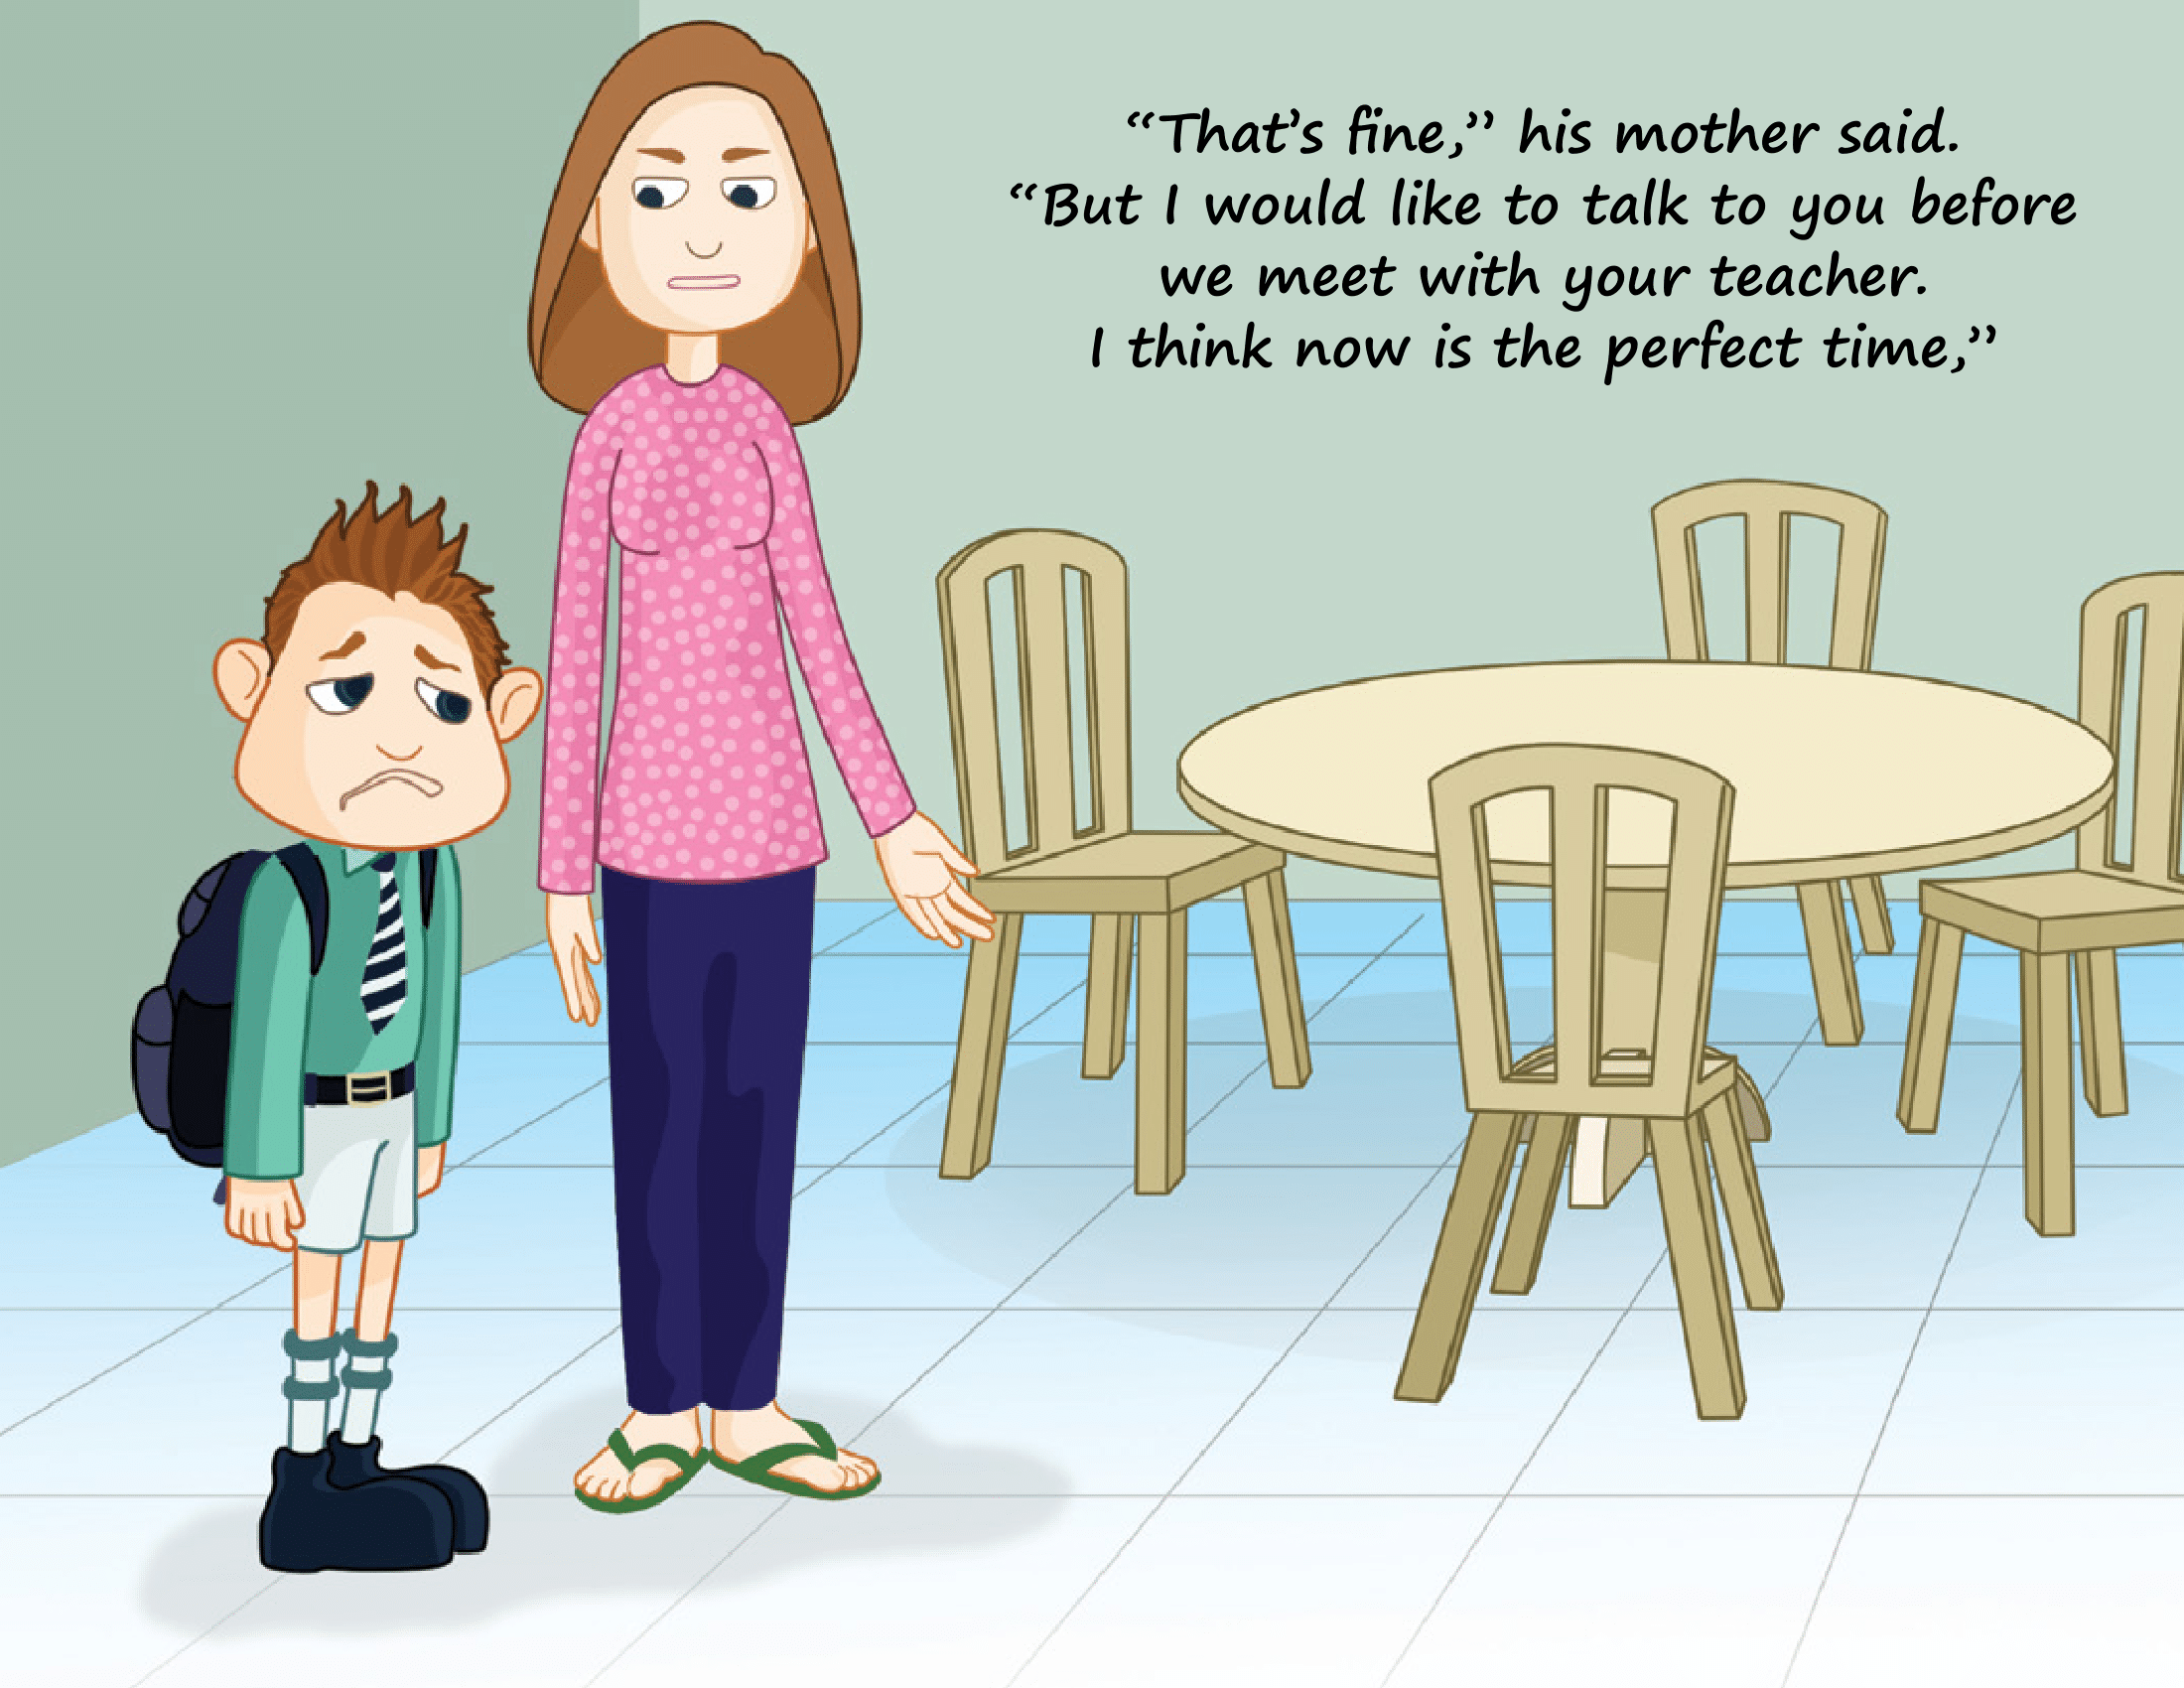 “That’s fine,” his mother said.
“But I would like to talk to you before
we meet with your teacher.
I think now is the perfect time,”